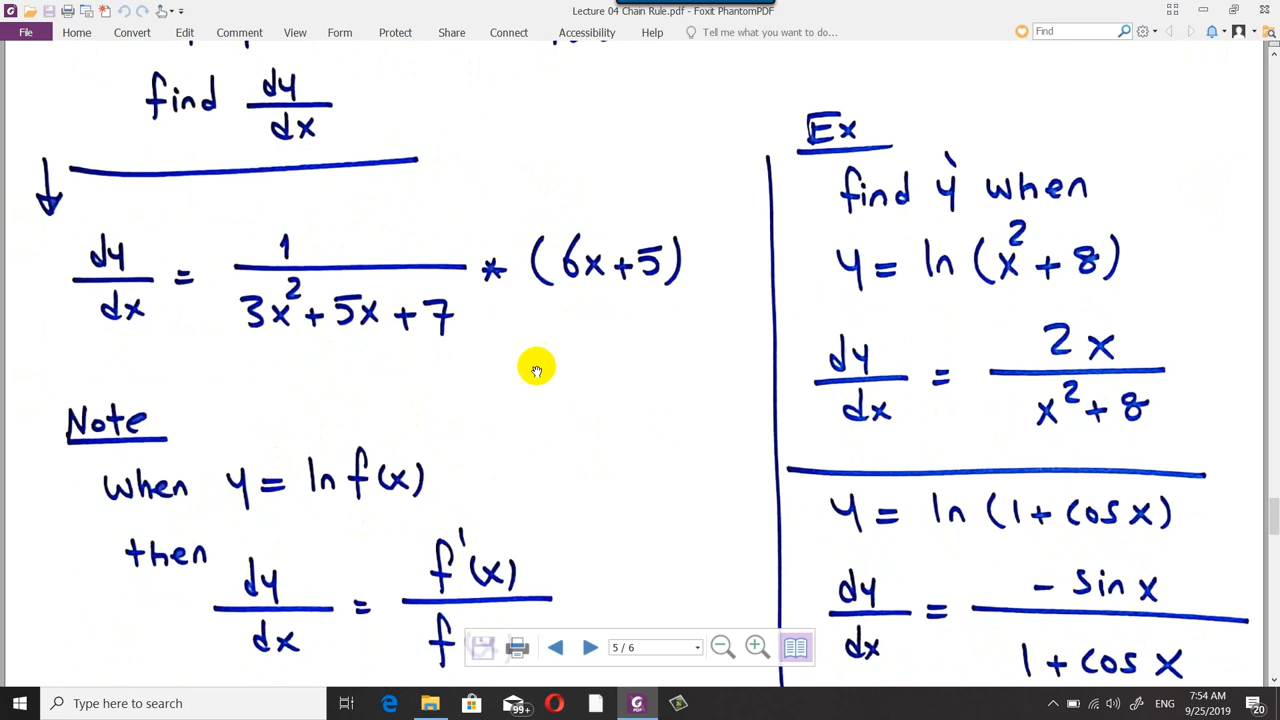 Lecture 04 Chain Rule.pdf - Foxit PhantomPDF
File Home Convert Edit Comment View Form Protect Share Connect Accessibility Help Tell me what you want to do... Find
find dy/dx
dy/dx = 1/(3x² + 5x + 7) * (6x+5)
Note
when y = ln f(x)
then dy/dx = f'(x)/f
Ex
find y' when
y = ln (x² + 8)
dy/dx = 2x/(x² + 8)
y = ln (1 + cos x)
dy/dx = - sin x/(1 + cos x)
5 / 6
Type here to search
99+
PDF
ENG
7:54 AM
9/25/2019
20